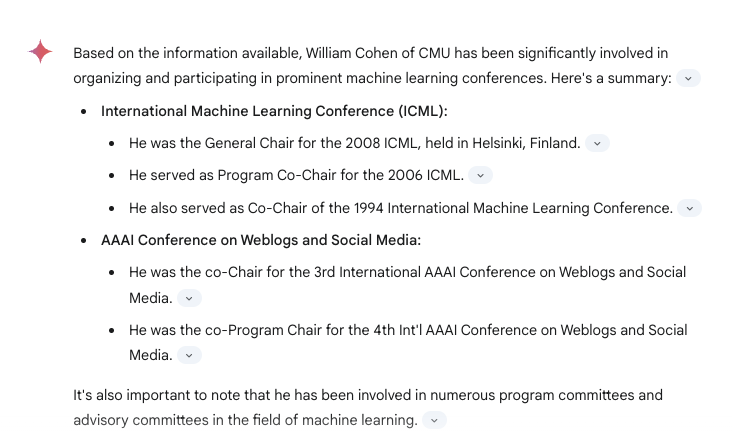 Based on the information available, William Cohen of CMU has been significantly involved in
organizing and participating in prominent machine learning conferences. Here's a summary:
• International Machine Learning Conference (ICML):
• He was the General Chair for the 2008 ICML, held in Helsinki, Finland.
• He served as Program Co-Chair for the 2006 ICML.
• He also served as Co-Chair of the 1994 International Machine Learning Conference.
• AAAI Conference on Weblogs and Social Media:
• He was the co-Chair for the 3rd International AAAI Conference on Weblogs and Social
Media.
• He was the co-Program Chair for the 4th Int'l AAAI Conference on Weblogs and Social
Media.
It's also important to note that he has been involved in numerous program committees and
advisory committees in the field of machine learning.